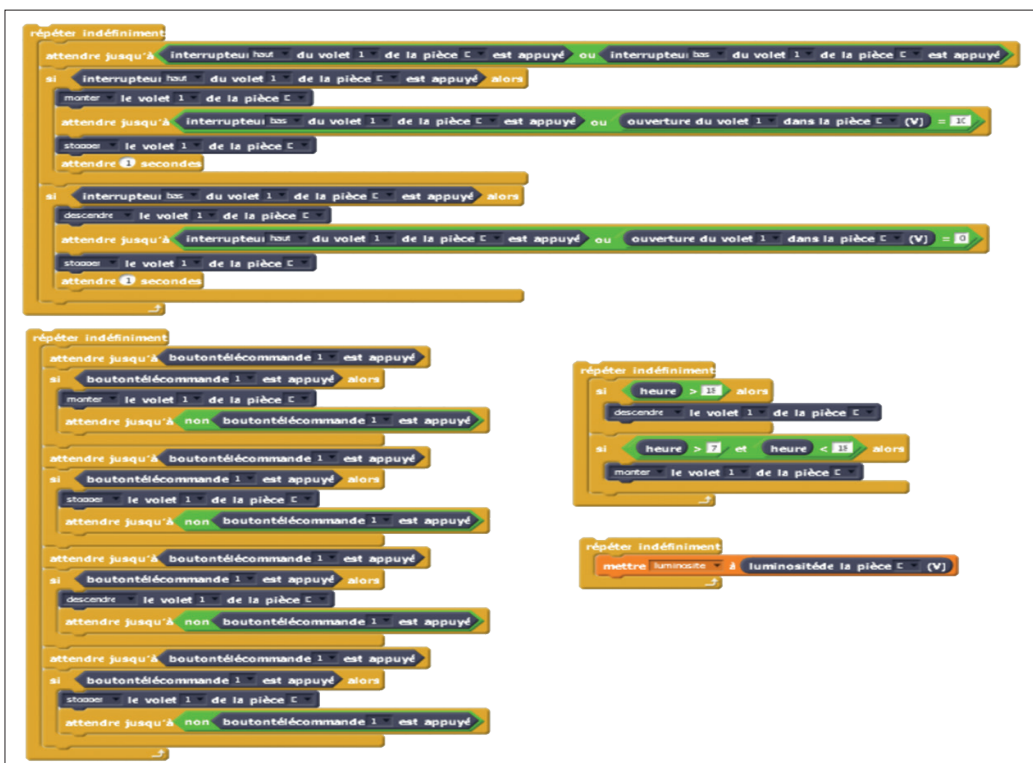 répéter indéfiniment
attendre jusqu'à interrupteur haut du volet 1 de la pièce C est appuyé ou interrupteur bas du volet 1 de la pièce C est appuyé
si interrupteur haut du volet 1 de la pièce C est appuyé alors
monter le volet 1 de la pièce C
attendre jusqu'à interrupteur bas du volet 1 de la pièce C est appuyé ou ouverture du volet 1 dans la pièce C (V) = 10
stopper le volet 1 de la pièce C
attendre 1 secondes
si interrupteur bas du volet 1 de la pièce C est appuyé alors
descendre le volet 1 de la pièce C
attendre jusqu'à interrupteur haut du volet 1 de la pièce C est appuyé ou ouverture du volet 1 dans la pièce C (V) = 0
stopper le volet 1 de la pièce C
attendre 1 secondes
répéter indéfiniment
attendre jusqu'à boutontélécommande 1 est appuyé
si boutontélécommande 1 est appuyé alors
monter le volet 1 de la pièce C
attendre jusqu'à non boutontélécommande 1 est appuyé
attendre jusqu'à boutontélécommande 1 est appuyé
si boutontélécommande 1 est appuyé alors
stopper le volet 1 de la pièce C
attendre jusqu'à non boutontélécommande 1 est appuyé
attendre jusqu'à boutontélécommande 1 est appuyé
si boutontélécommande 1 est appuyé alors
descendre le volet 1 de la pièce C
attendre jusqu'à non boutontélécommande 1 est appuyé
attendre jusqu'à boutontélécommande 1 est appuyé
si boutontélécommande 1 est appuyé alors
stopper le volet 1 de la pièce C
attendre jusqu'à non boutontélécommande 1 est appuyé
répéter indéfiniment
si heure > alors
descendre le volet 1 de la pièce C
si heure > 7 et heure < alors
monter le volet 1 de la pièce C
répéter indéfiniment
mettre luminosite à luminositéde la pièce C (V)